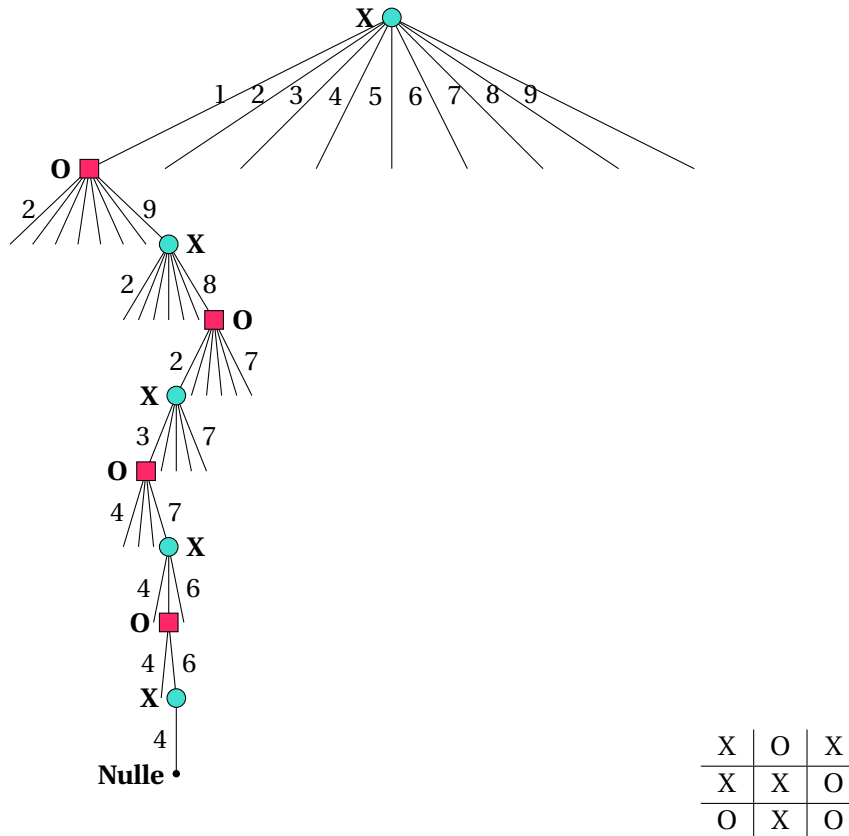 X
1 2 3 4 5 6 7 8 9
O
2 9
X
2 8
O
2 7
X
3 7
O
4 7
X
4 6
O
4 6
X
4
Nulle
X O X
X X O
O X O